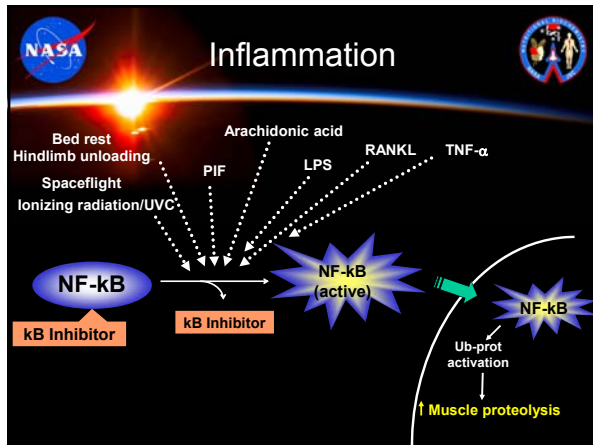 NASA
Inflammation
Arachidonic acid
Bed rest
Hindlimb unloading
PIF
LPS
RANKL
TNF-α
Spaceflight
Ionizing radiation/UVC
NF-kB
kB Inhibitor
kB Inhibitor
NF-kB
(active)
NF-kB
Ub-prot
activation
↑ Muscle proteolysis